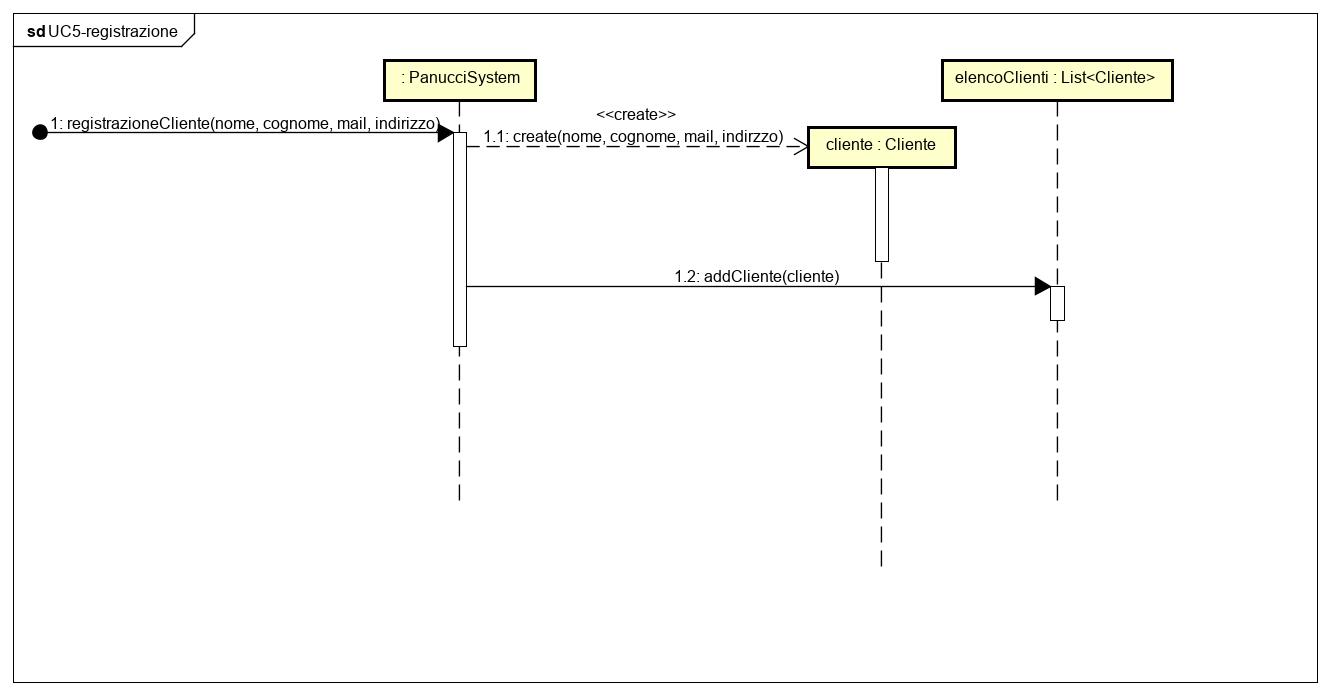 sd UC5-registrazione
: PanucciSystem
elencoClienti : List<Cliente>
<<create>>
1: registrazioneCliente(nome, cognome, mail, indirizzo)
1.1: create(nome, cognome, mail, indirzzo)
cliente : Cliente
1.2: addCliente(cliente)